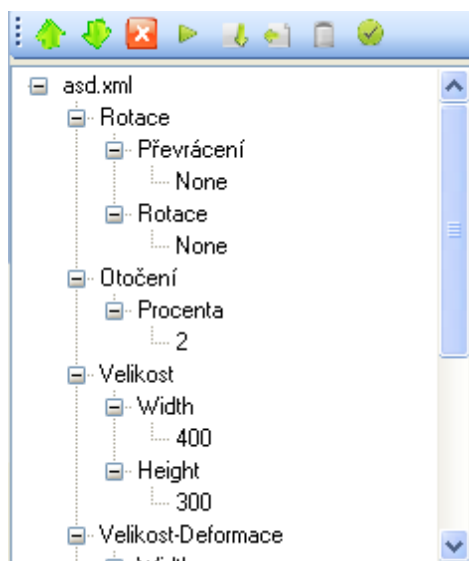 asd.xml
Rotace
Převrácení
None
Rotace
None
Otočení
Procenta
2
Velikost
Width
400
Height
300
Velikost-Deformace